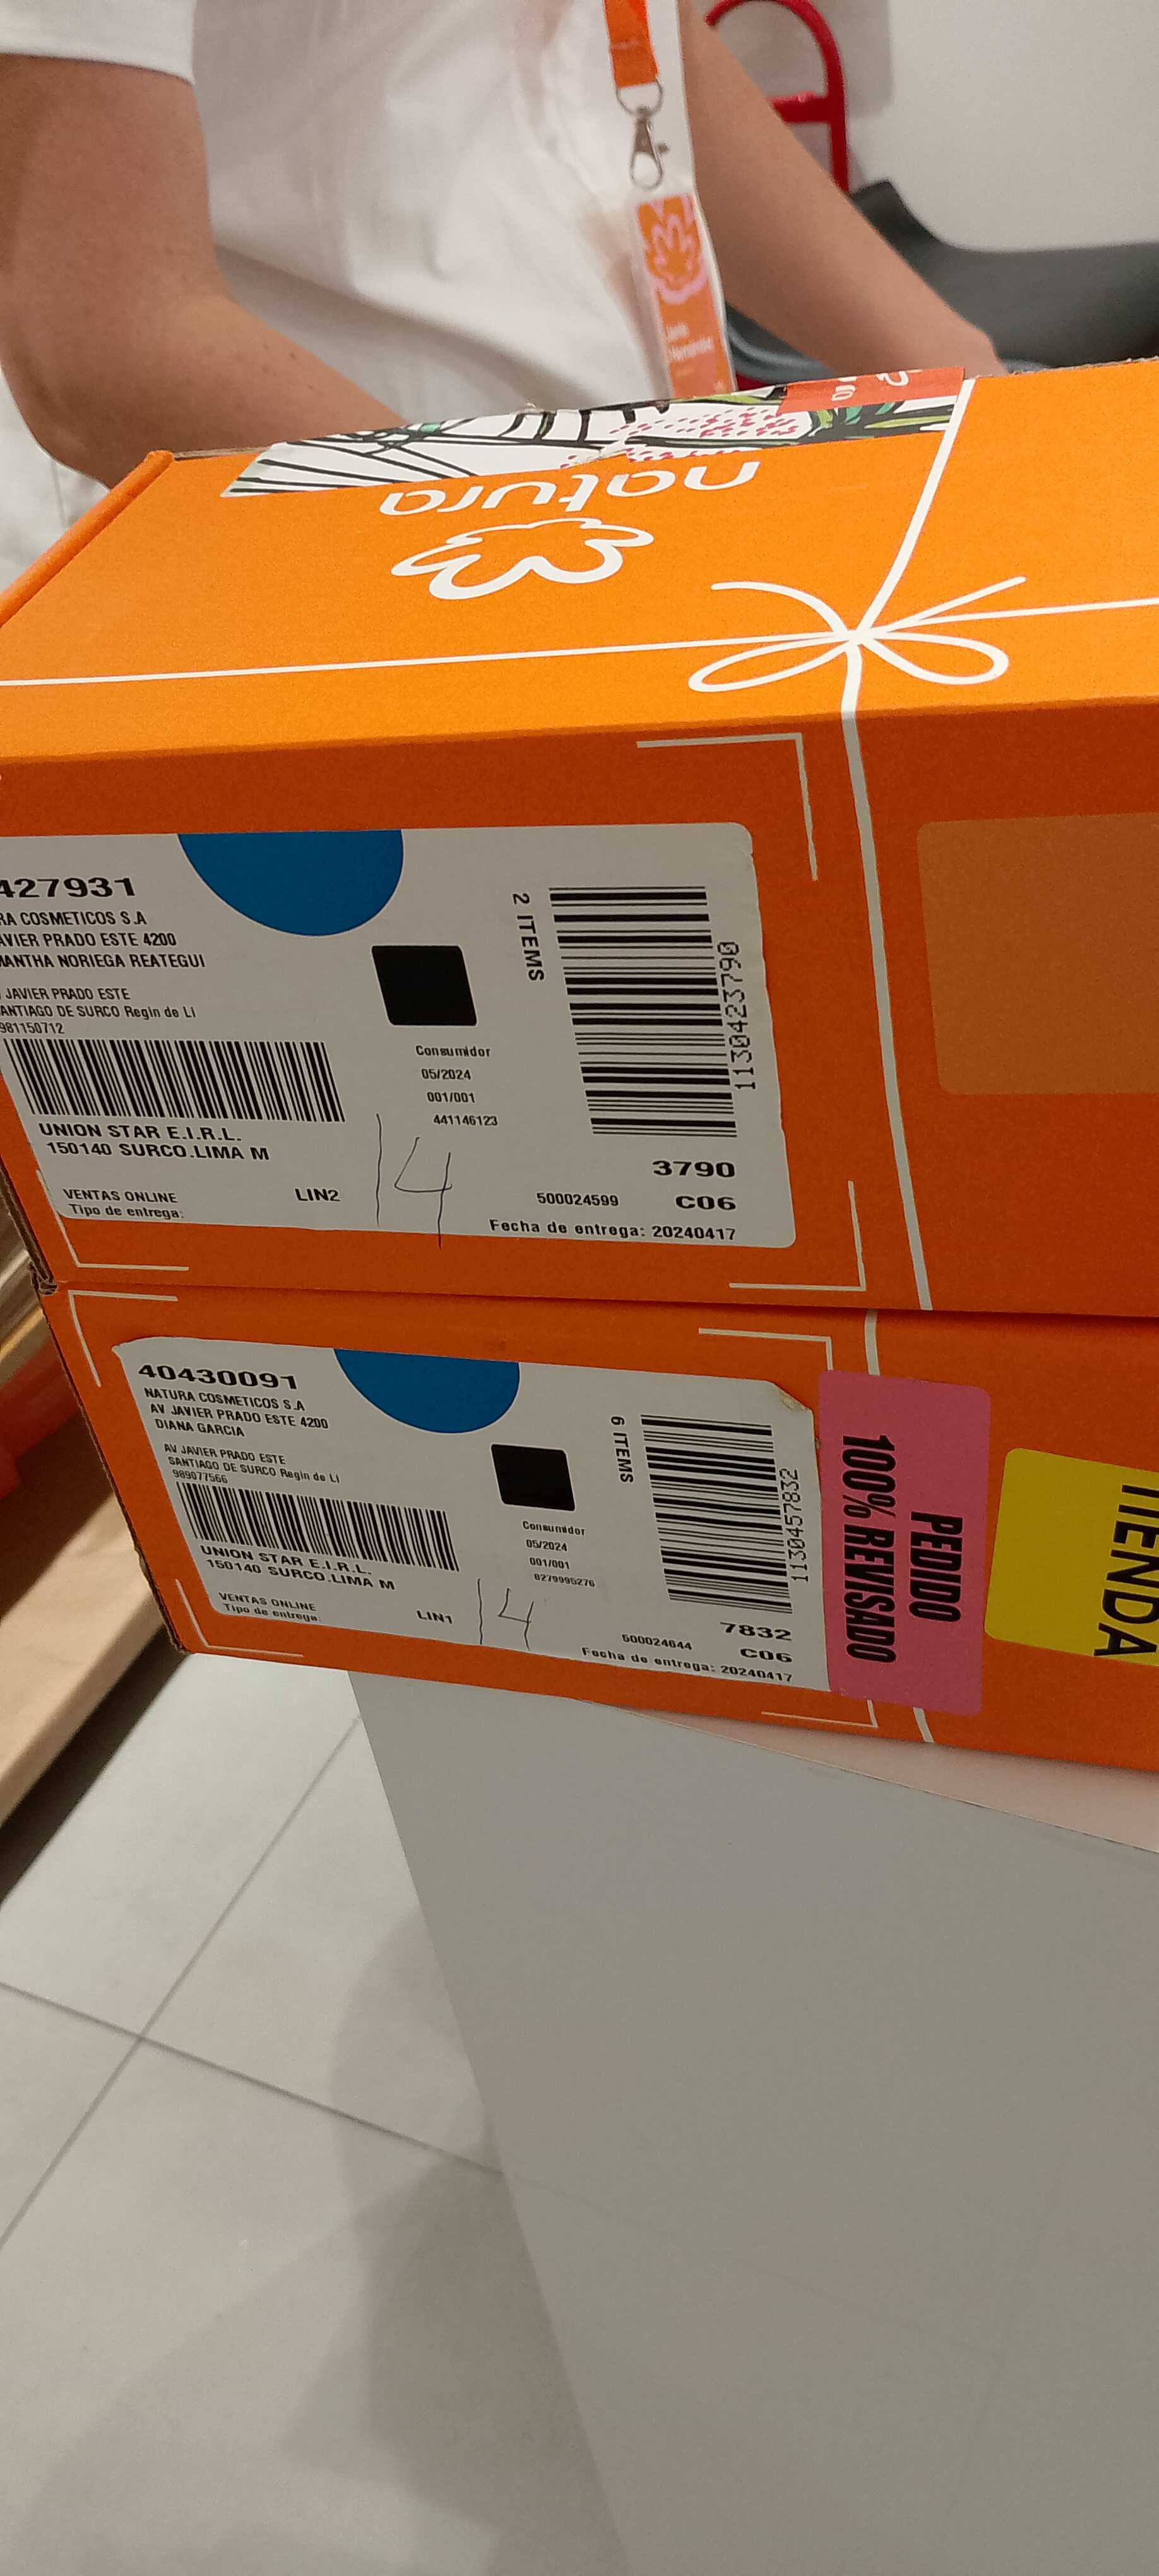 natura
427931
RA COSMETICOS S.A
AVIER PRADO ESTE 4200
MANTHA NORIEGA REATEGUI
JAVIER PRADO ESTE
SANTIAGO DE SURCO Regin de LI
981150712
UNION STAR E.I.R.L.
150140 SURCO.LIMA M
VENTAS ONLINE
Tipo de entrega:
LIN2
14
Consumidor
05/2024
001/001
441146123
2 ITEMS
1130423790
3790
500024599
C06
Fecha de entrega: 20240417
40430091
NATURA COSMETICOS S.A
AV JAVIER PRADO ESTE 4200
DIANA GARCIA
AV JAVIER PRADO ESTE
SANTIAGO DE SURCO Regin de LI
989077566
UNION STAR E.I.R.L.
150140 SURCO.LIMA M
VENTAS ONLINE
Tipo de entrega:
LIN1
14
Consumidor
05/2024
001/001
8279995276
6 ITEMS
1130457832
7832
500024644
C06
Fecha de entrega: 20240417
PEDIDO
100% REVISADO
TIENDA